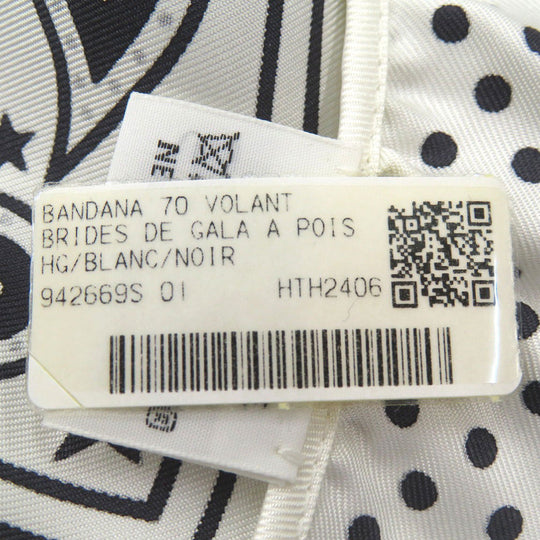 BANDANA 70 VOLANT
BRIDES DE GALA A POIS
HG/BLANC/NOIR
942669S 01 HTH2406